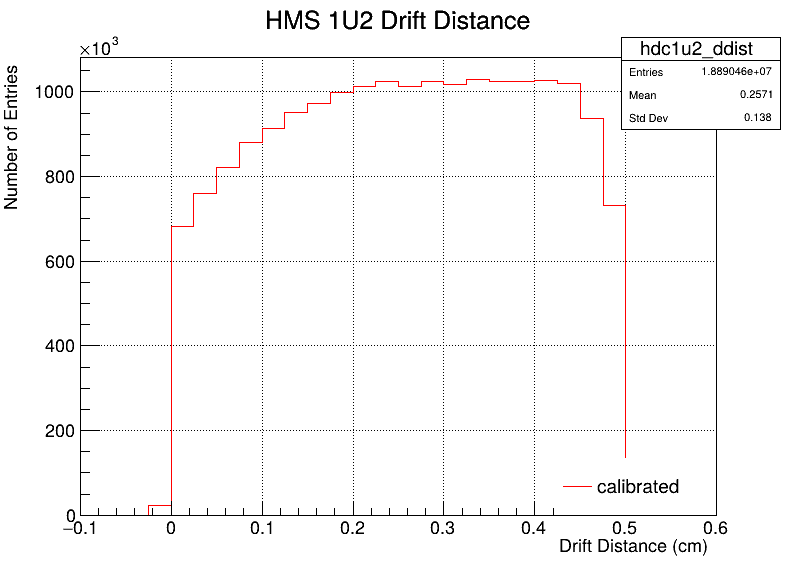 HMS 1U2 Drift Distance
hdc1u2_ddist
Entries 1.889046e+07
Mean 0.2571
Std Dev 0.138
×10³
Number of Entries
1000
800
600
400
200
0
−0.1 0 0.1 0.2 0.3 0.4 0.5 0.6
Drift Distance (cm)
calibrated